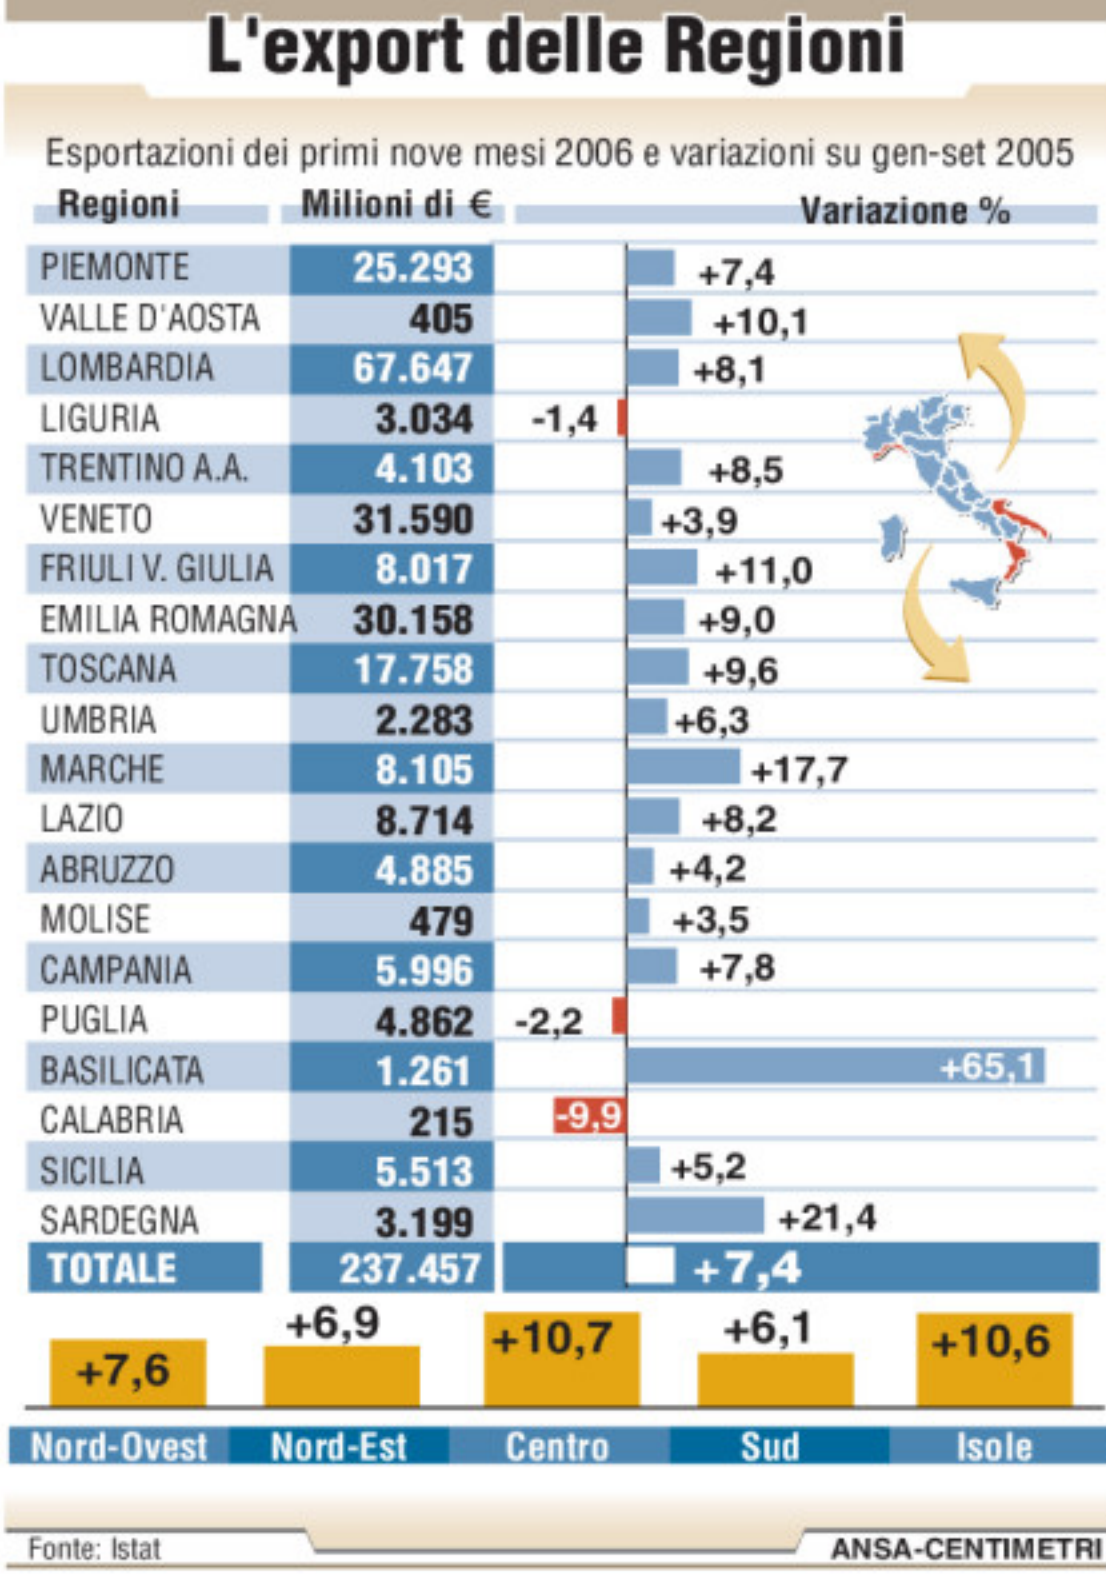 L'export delle Regioni
Esportazioni dei primi nove mesi 2006 e variazioni su gen-set 2005
Regioni Milioni di € Variazione %
PIEMONTE 25.293 +7,4
VALLE D'AOSTA 405 +10,1
LOMBARDIA 67.647 +8,1
LIGURIA 3.034 -1,4
TRENTINO A.A. 4.103 +8,5
VENETO 31.590 +3,9
FRIULI V. GIULIA 8.017 +11,0
EMILIA ROMAGNA 30.158 +9,0
TOSCANA 17.758 +9,6
UMBRIA 2.283 +6,3
MARCHE 8.105 +17,7
LAZIO 8.714 +8,2
ABRUZZO 4.885 +4,2
MOLISE 479 +3,5
CAMPANIA 5.996 +7,8
PUGLIA 4.862 -2,2
BASILICATA 1.261 +65,1
CALABRIA 215 -9,9
SICILIA 5.513 +5,2
SARDEGNA 3.199 +21,4
TOTALE 237.457 +7,4
+7,6 +6,9 +10,7 +6,1 +10,6
Nord-Ovest Nord-Est Centro Sud Isole
Fonte: Istat ANSA-CENTIMETRI